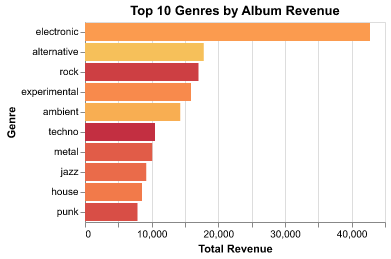 Top 10 Genres by Album Revenue
Genre
electronic
alternative
rock
experimental
ambient
techno
metal
jazz
house
punk
0 10,000 20,000 30,000 40,000
Total Revenue